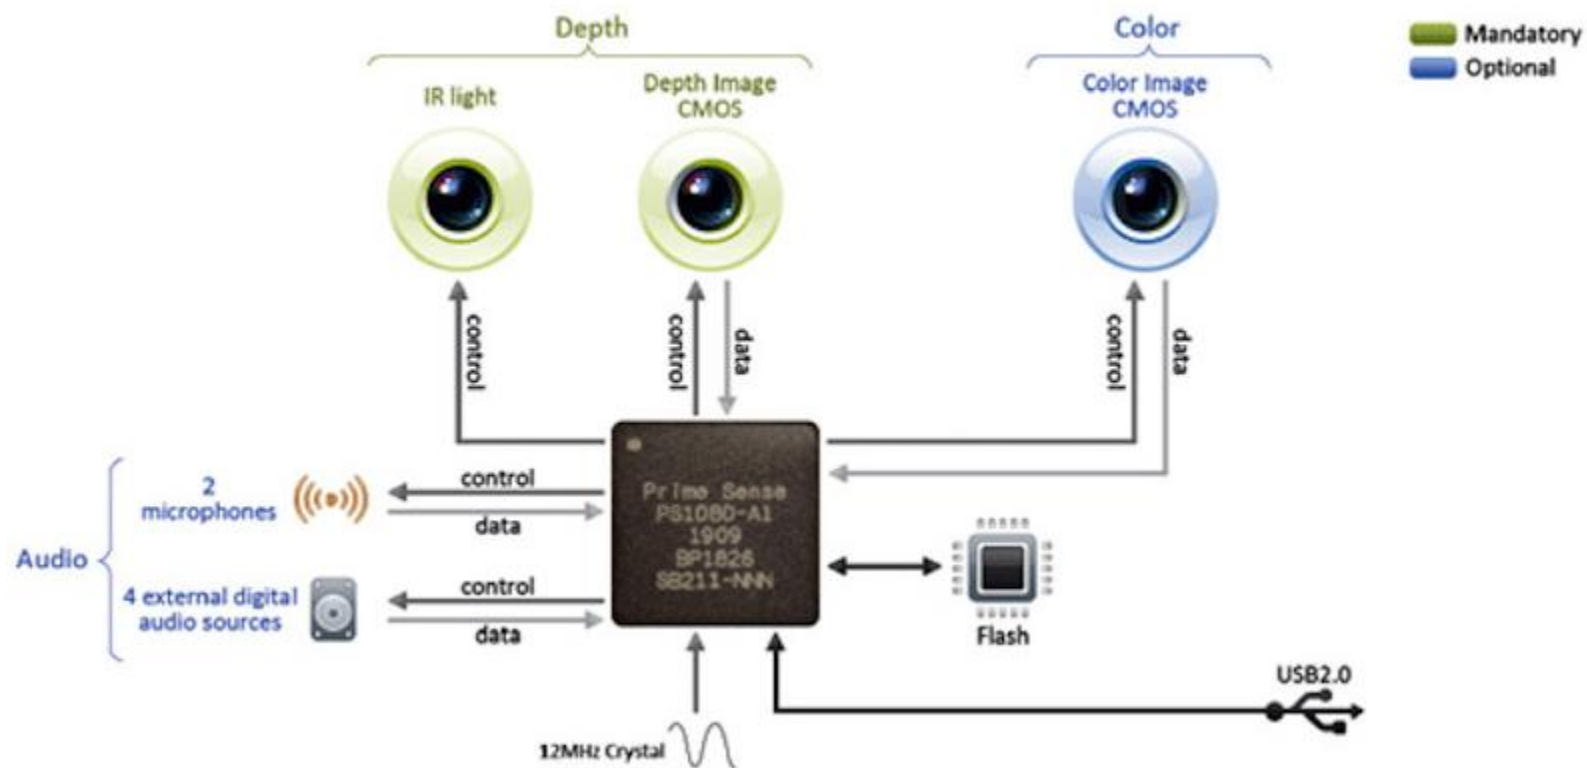 Depth
Color
Mandatory
Optional
IR light
Depth Image
CMOS
Color Image
CMOS
control
control
data
control
data
Prime Sense
PS1080-A1
1909
BP1826
SB211-NNN
Audio
2
microphones
control
data
4 external digital
audio sources
control
data
Flash
USB2.0
12MHz Crystal